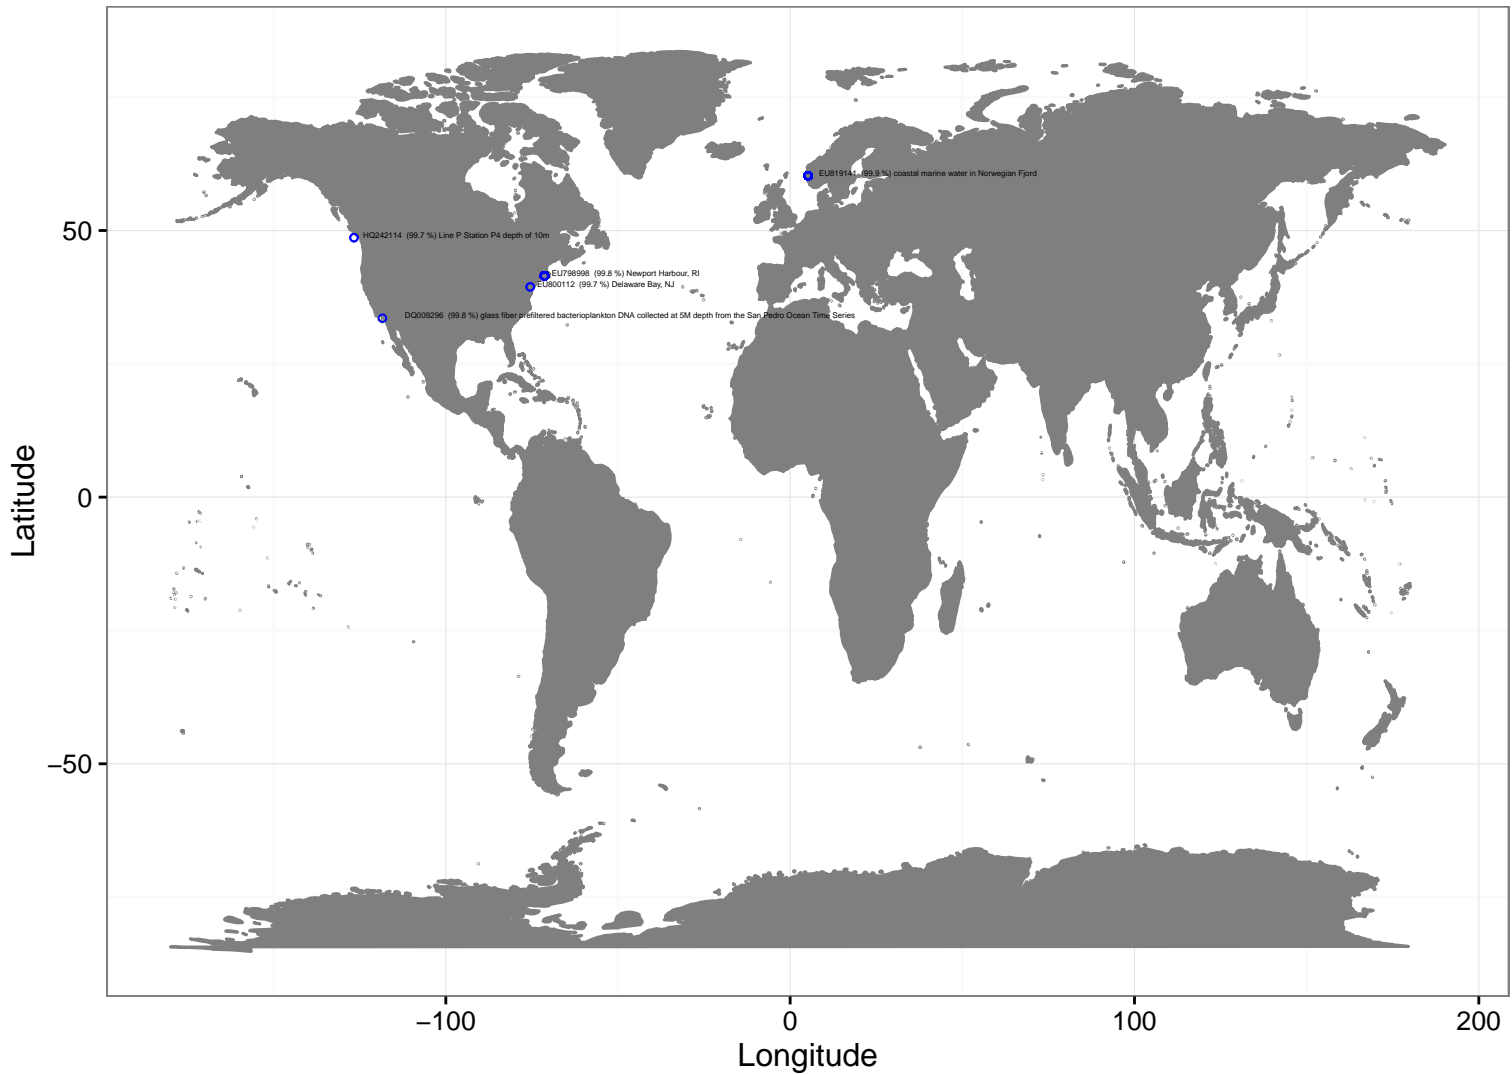 EU819141 (99.9 %) coastal marine water in Norwegian Fjord
50
HQ242114 (99.7 %) Line P Station P4 depth of 10m
EU798998 (99.8 %) Newport Harbour, RI
EU800112 (99.7 %) Delaware Bay, NJ
DQ009296 (99.8 %) glass fiber prefiltered bacterioplankton DNA collected at 5M depth from the San Pedro Ocean Time Series
Latitude
0
−50
−100
0
100
200
Longitude